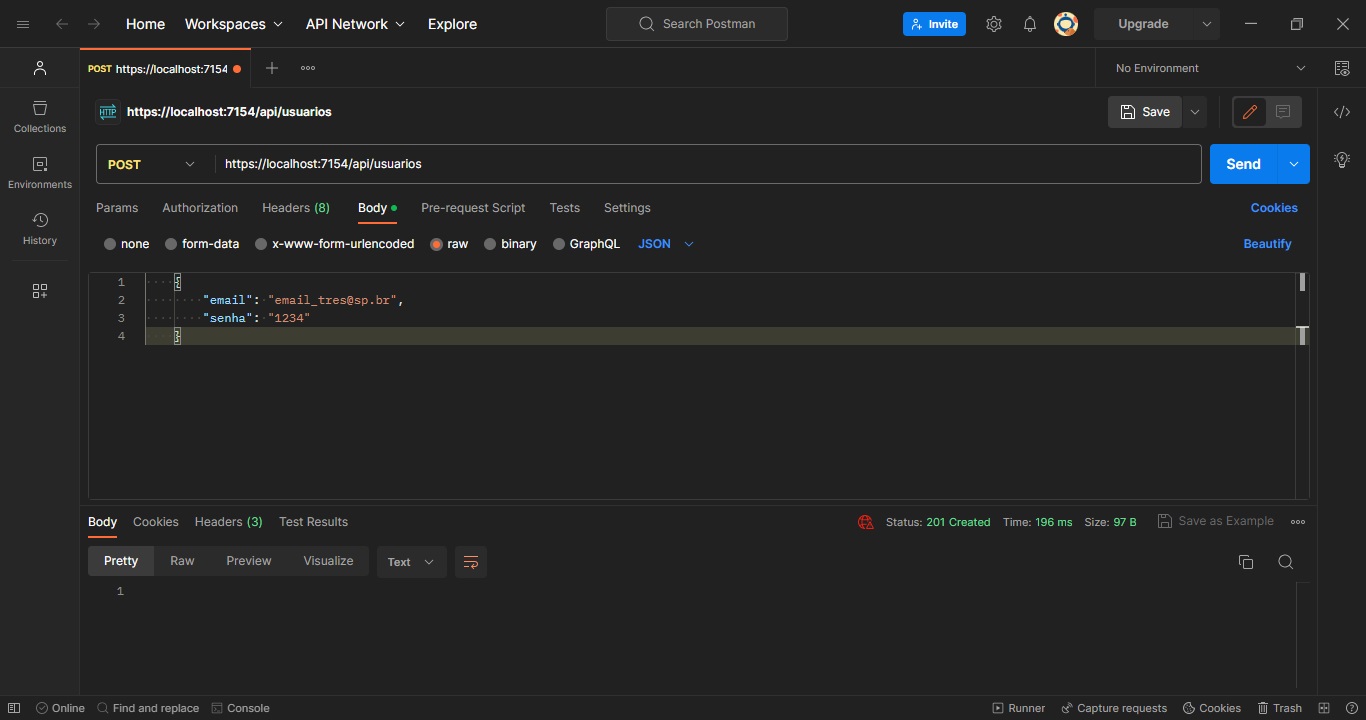 Home Workspaces API Network Explore Search Postman Invite Upgrade
POST https://localhost:7154 No Environment
HTTP https://localhost:7154/api/usuarios Save
Collections
POST https://localhost:7154/api/usuarios Send
Environments
Params Authorization Headers (8) Body Pre-request Script Tests Settings Cookies
History
none form-data x-www-form-urlencoded raw binary GraphQL JSON Beautify
1 {
2 "email": "email_tres@sp.br",
3 "senha": "1234"
4 }
Body Cookies Headers (3) Test Results Status: 201 Created Time: 196 ms Size: 97 B Save as Example
Pretty Raw Preview Visualize Text
1
Online Find and replace Console Runner Capture requests Cookies Trash